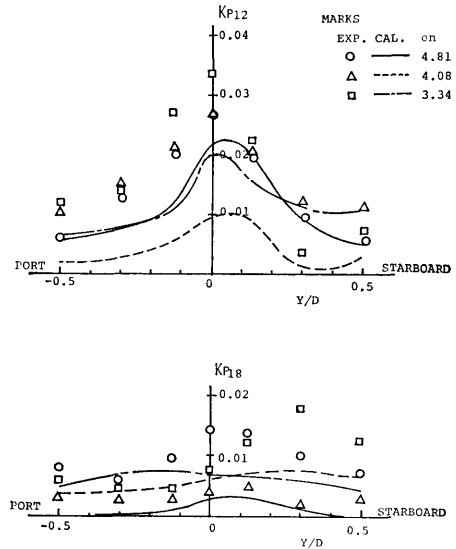 KP12
MARKS
EXP. CAL. on
4.81
4.08
3.34
0.04
0.03
0.02
0.01
PORT
STARBOARD
-0.5
0
0.5
Y/D
KP18
0.02
0.01
PORT
STARBOARD
-0.5
0
0.5
Y/D